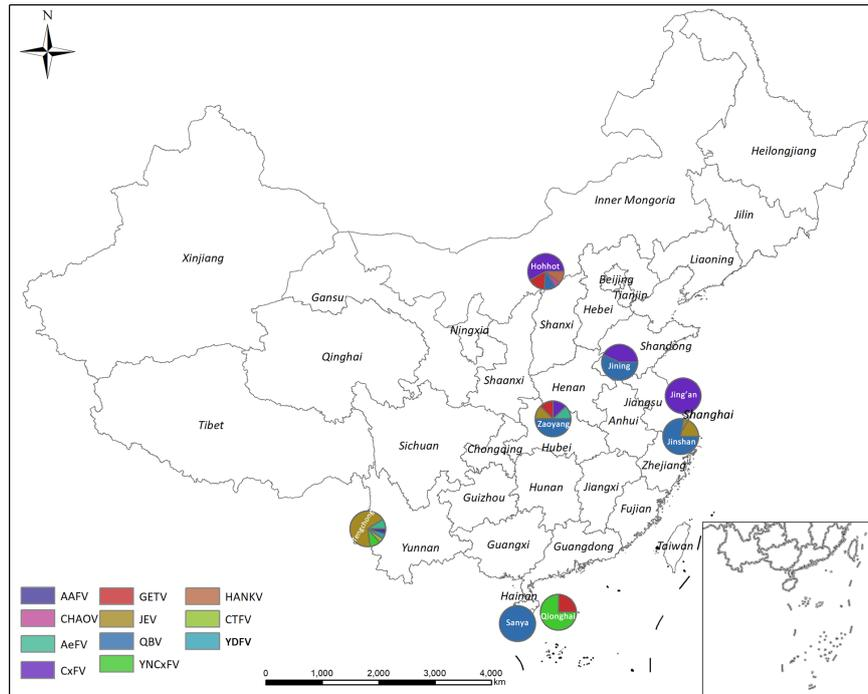 N
Heilongjiang
Inner Mongoria
Jilin
Xinjiang
Liaoning
Hohhot
Beijing
Tianjin
Gansu
Hebei
Ningxia
Shanxi
Shandong
Qinghai
Jining
Shaanxi
Henan
Jing'an
Jiangsu
Shanghai
Tibet
Zaoyang
Anhui
Sichuan
Chongqing
Hubei
Jinshan
Zhejiang
Guizhou
Hunan
Jiangxi
Fujian
Tengchong
Yunnan
Guangxi
Guangdong
Taiwan
Hainan
Sanya
Qionghai
AAFV GETV HANKV
CHAOV JEV CTFV
AeFV QBV YDFV
CxFV YNCxFV
0 1,000 2,000 3,000 4,000
km